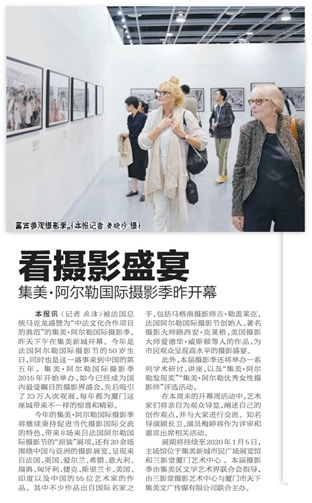 嘉宾参观摄影季。(本报记者 黄晓珍 摄)
看摄影盛宴
集美·阿尔勒国际摄影季昨开幕
本报讯(记者 应洁)被法国总
统马克龙盛赞为“中法文化合作项目
的典范”的集美·阿尔勒国际摄影季,
昨天下午在集美新城开幕。今年是
法国阿尔勒国际摄影节的50岁生
日,同时也是这一盛事来到中国的第
五年。集美·阿尔勒国际摄影季
2015年开始举办,如今已经成为国
内最受瞩目的摄影界盛会,先后吸引
了23万人次观展,每年都为厦门这
座城带来不一样的惊喜和精彩。
今年的集美·阿尔勒国际摄影季
将继续秉持促进当代摄影国际交流
的特色,带来8场来自法国阿尔勒国
际摄影节的“原装”展项,还有20余场
围绕中国与亚洲的摄影展览,呈现来
自法国、英国、爱尔兰、希腊、意大利、
瑞典、匈牙利、捷克、斯里兰卡、美国、
印度以及中国的55位艺术家的作
品。其中不少作品出自国际名家之
手,包括马格南摄影师吉·勒盖莱克,
法国阿尔勒国际摄影节创始人、著名
摄影大师路西安·克莱格,美国摄影
大师爱德华·威斯顿等人的作品,为
市民观众呈现高水平的摄影盛宴。
此外,本届摄影季还将举办一系
列学术研讨、讲座,以及“集美·阿尔
勒发现奖”“集美·阿尔勒优秀女性摄
影师”评选活动。
在本周末的开幕周活动中,艺术
家们将亲自为观众导览,阐述自己的
创作观点,并与大家进行交流。知名
导演顾长卫、演员梅婷将作为评审和
嘉宾出席相关活动。
展期将持续至2020年1月5日,
主场馆位于集美新城市民广场展览馆
和三影堂厦门艺术中心。本届摄影
季由集美区文学艺术界联合会指导,
由三影堂摄影艺术中心与厦门市天下
集美文广传媒有限公司联合主办。